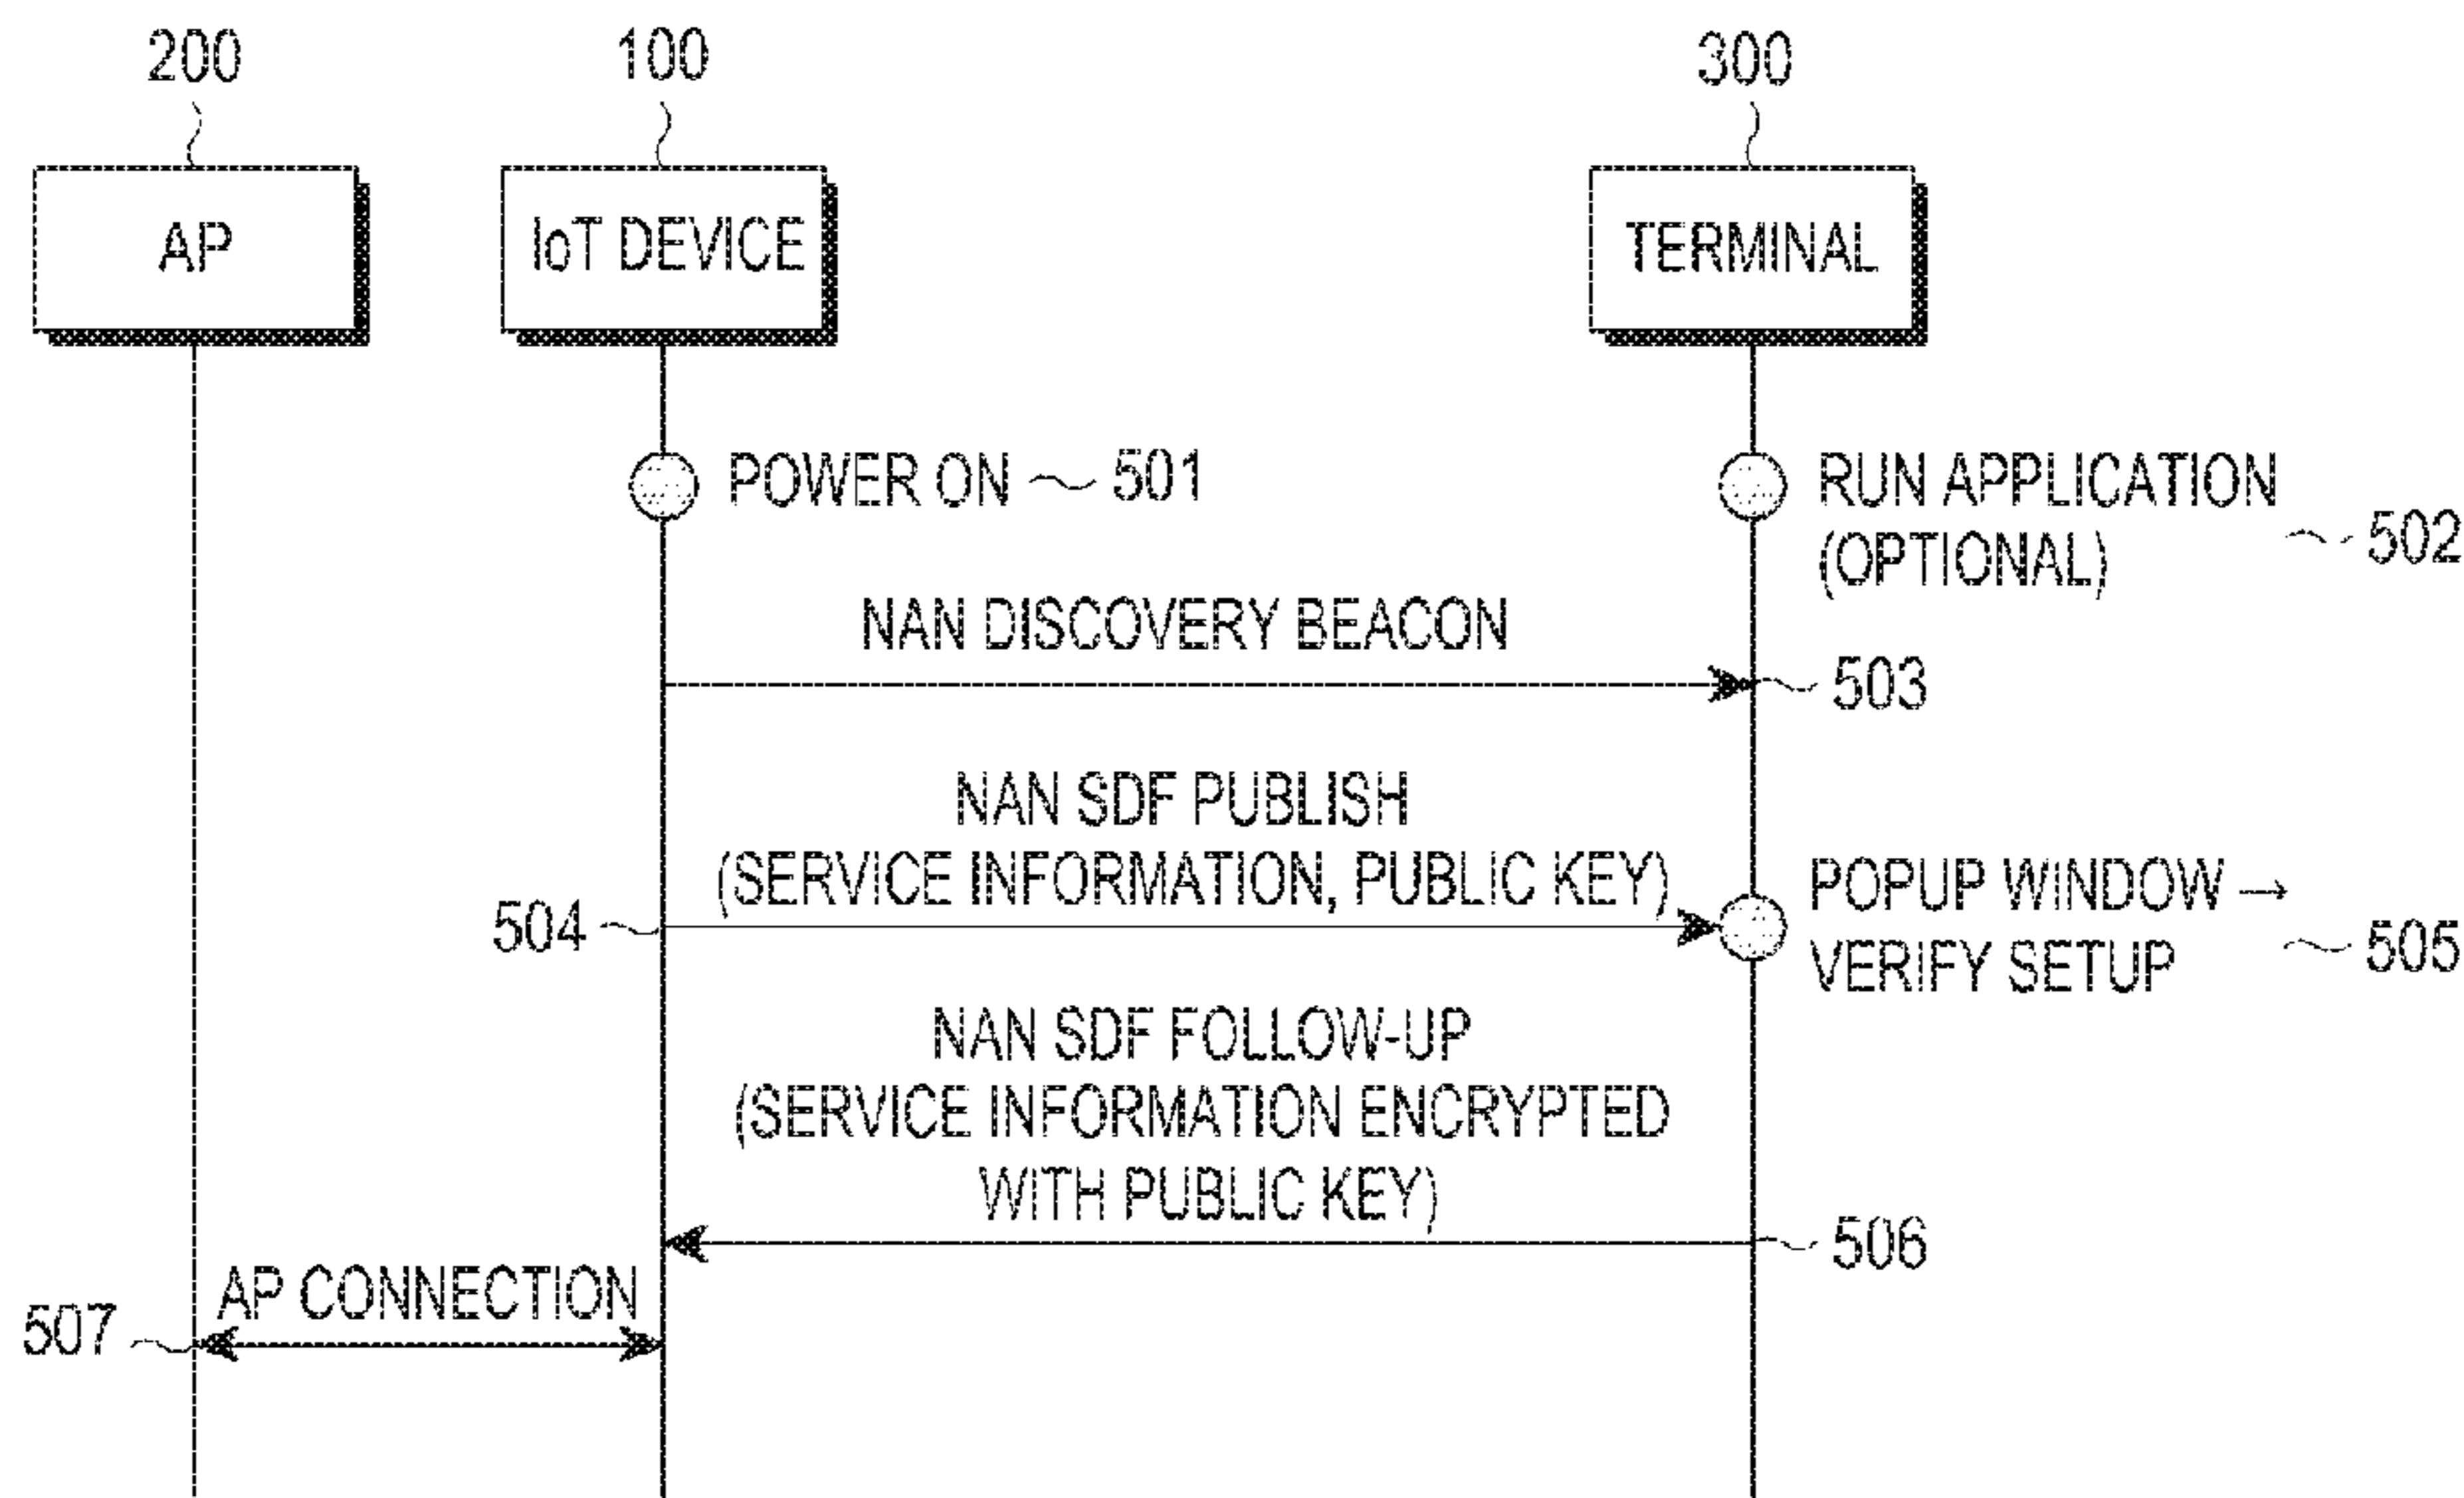 200
100
300
AP
IoT DEVICE
TERMINAL
POWER ON
501
RUN APPLICATION
(OPTIONAL)
502
NAN DISCOVERY BEACON
503
NAN SDF PUBLISH
(SERVICE INFORMATION, PUBLIC KEY)
504
POPUP WINDOW →
VERIFY SETUP
505
NAN SDF FOLLOW-UP
(SERVICE INFORMATION ENCRYPTED
WITH PUBLIC KEY)
506
AP CONNECTION
507